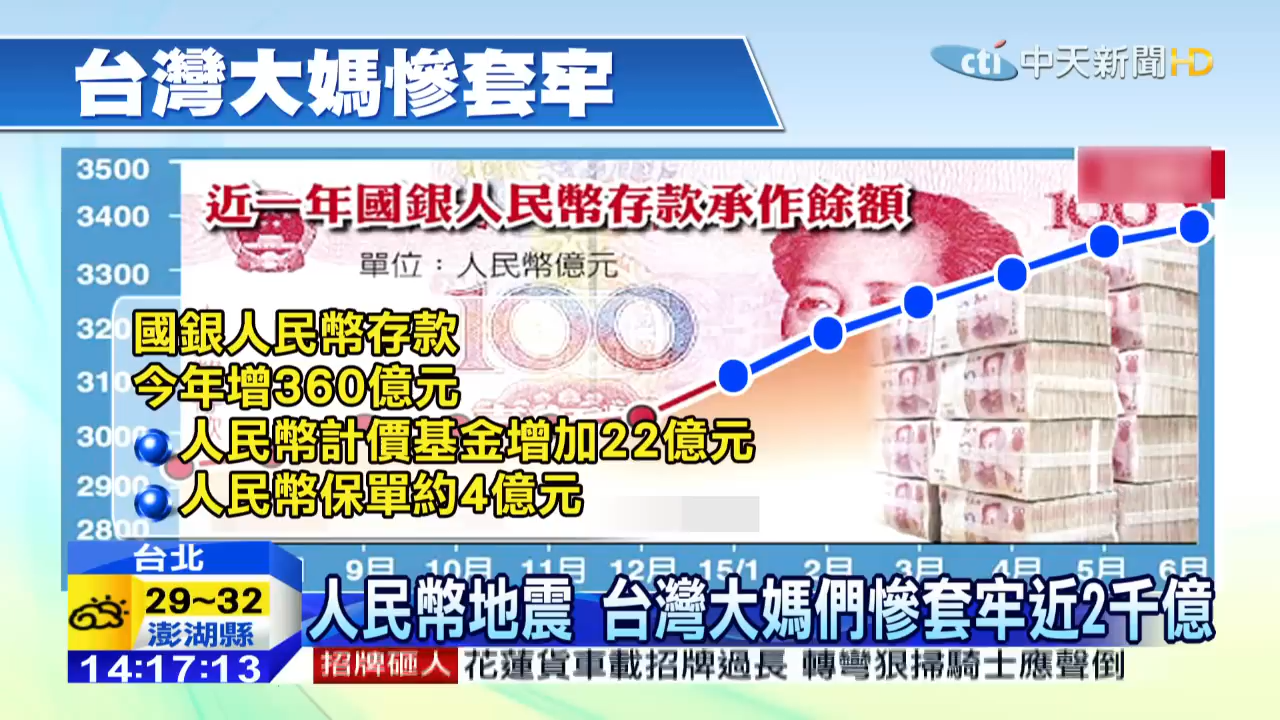 台灣大媽慘套牢
cti 中天新聞HD
3500
3400
3300
3000
2900
2800
近一年國銀人民幣存款承作餘額
單位：人民幣億元
100
國銀人民幣存款
今年增360億元
人民幣計價基金增加22億元
人民幣保單約4億元
9月 10月 11月 12月 15/1 2月 3月 4月 5月 6月
台北
29~32
澎湖縣
14:17:13
人民幣地震 台灣大媽們慘套牢近2千億
招牌砸人 花蓮貨車載招牌過長 轉彎狠掃騎士應聲倒